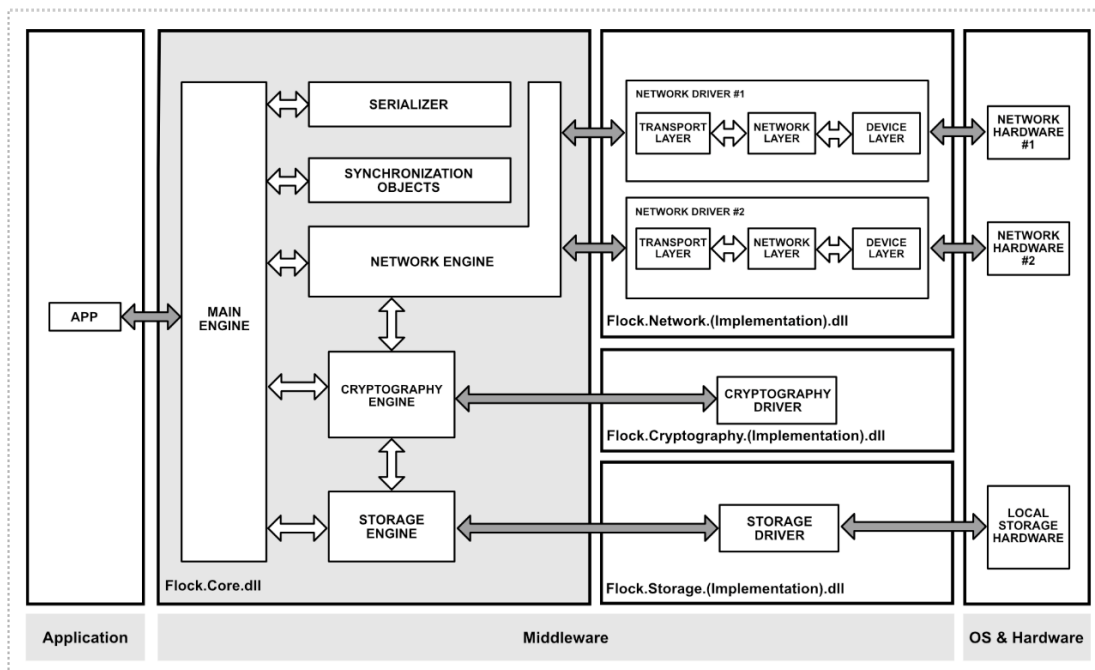 SERIALIZER
SYNCHRONIZATION
OBJECTS
NETWORK ENGINE
MAIN
ENGINE
APP
CRYPTOGRAPHY
ENGINE
STORAGE
ENGINE
Flock.Core.dll
NETWORK DRIVER #1
TRANSPORT
LAYER
NETWORK
LAYER
DEVICE
LAYER
NETWORK DRIVER #2
TRANSPORT
LAYER
NETWORK
LAYER
DEVICE
LAYER
Flock.Network.(Implementation).dll
CRYPTOGRAPHY
DRIVER
Flock.Cryptography.(Implementation).dll
STORAGE
DRIVER
Flock.Storage.(Implementation).dll
NETWORK
HARDWARE
#1
NETWORK
HARDWARE
#2
LOCAL
STORAGE
HARDWARE
Application
Middleware
OS & Hardware